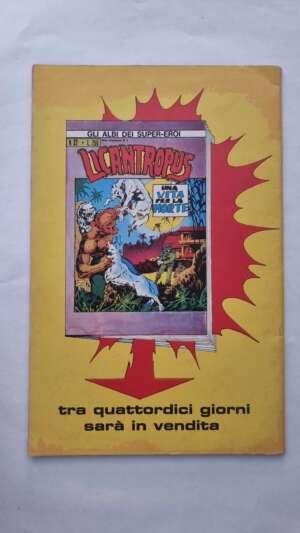 GLI ALBI DEI SUPER-EROI
LICANTROPUS
UNA
VITA
PER LA
MORTE
tra quattordici giorni
sarà in vendita